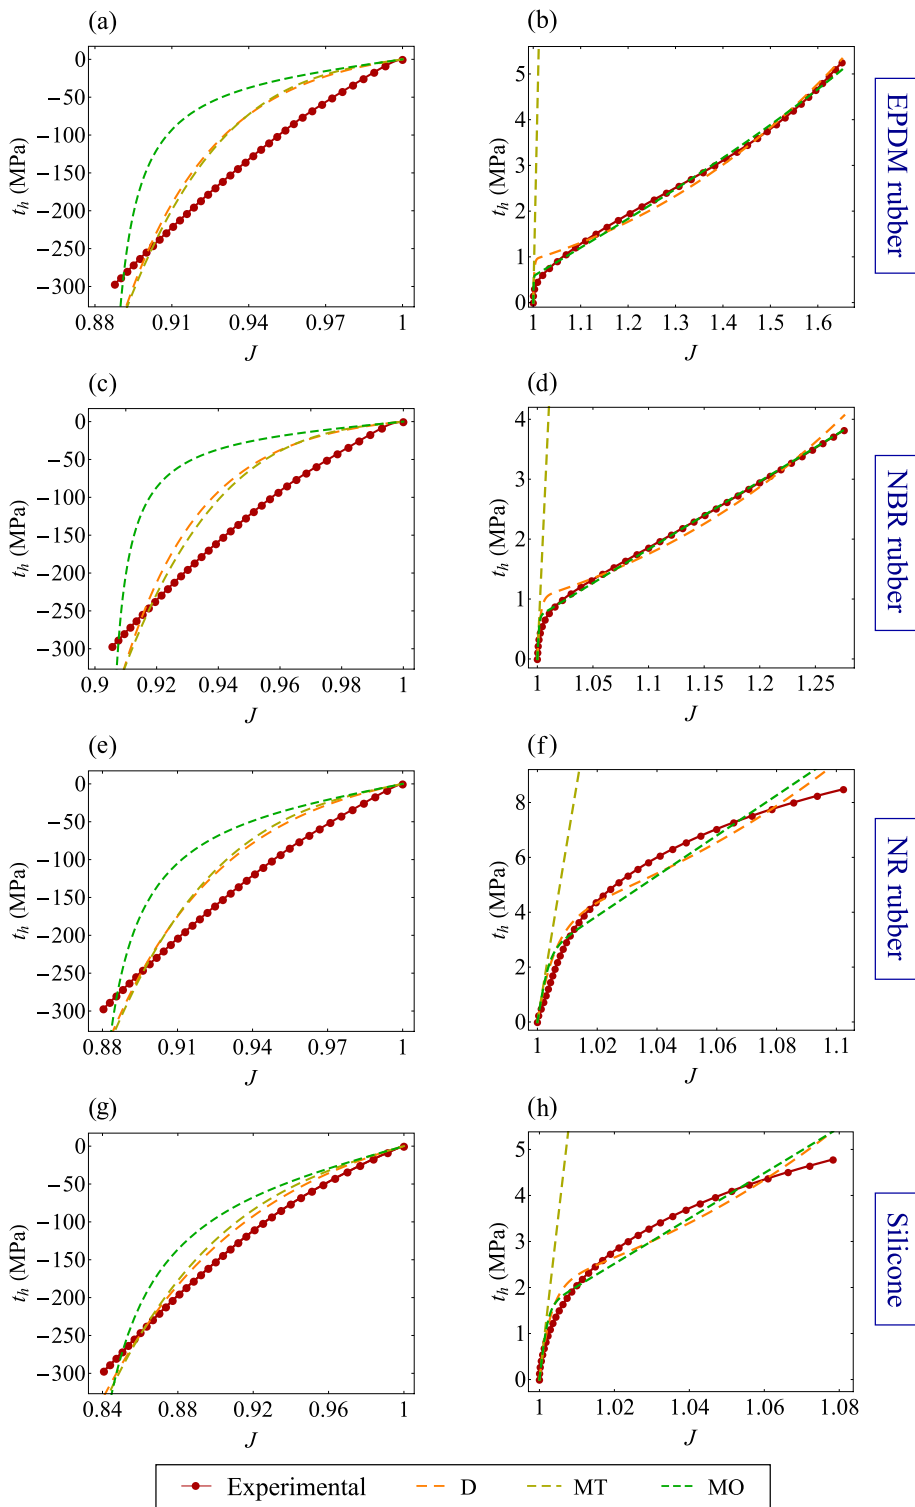 (a)
0
−50
−100
−150
−200
−250
−300
t_h (MPa)
0.88 0.91 0.94 0.97 1
J
(b)
5
4
3
2
1
0
t_h (MPa)
1 1.1 1.2 1.3 1.4 1.5 1.6
J
EPDM rubber
(c)
0
−50
−100
−150
−200
−250
−300
t_h (MPa)
0.9 0.92 0.94 0.96 0.98 1
J
(d)
4
3
2
1
0
t_h (MPa)
1 1.05 1.1 1.15 1.2 1.25
J
NBR rubber
(e)
0
−50
−100
−150
−200
−250
−300
t_h (MPa)
0.88 0.91 0.94 0.97 1
J
(f)
8
6
4
2
0
t_h (MPa)
1 1.02 1.04 1.06 1.08 1.1
J
NR rubber
(g)
0
−50
−100
−150
−200
−250
−300
t_h (MPa)
0.84 0.88 0.92 0.96 1
J
(h)
5
4
3
2
1
0
t_h (MPa)
1 1.02 1.04 1.06 1.08
J
Silicone
Experimental D MT MO